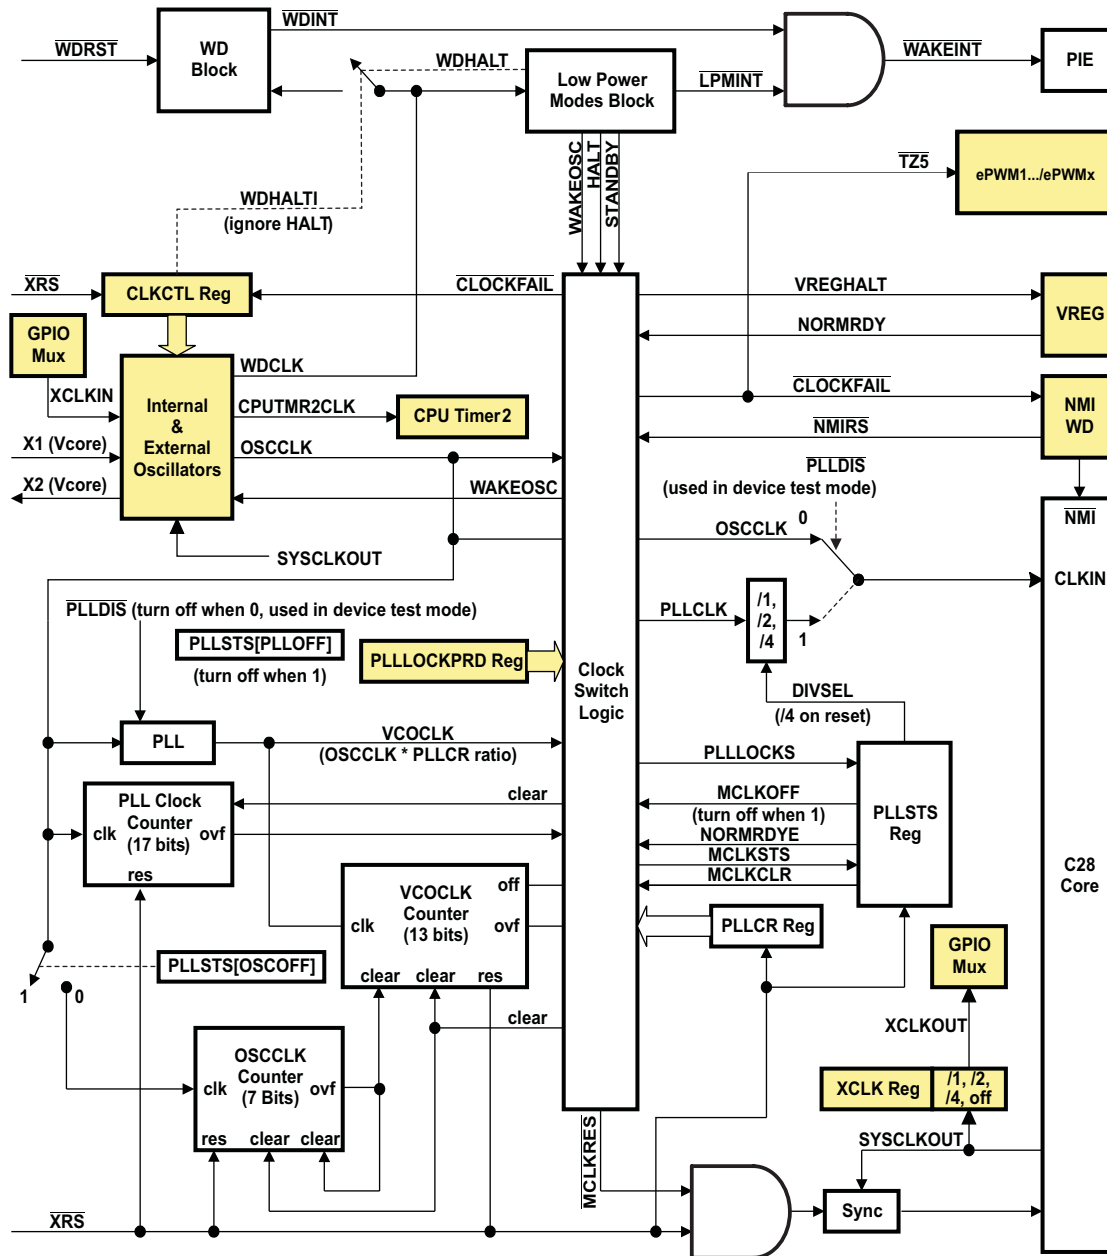 WDRST
WD
Block
WDINT
WDHALT
Low Power
Modes Block
LPMINT
WAKEINT
PIE
TZ5
ePWM1.../ePWMx
WAKEOSC
HALT
STANDBY
WDHALTI
(ignore HALT)
XRS
CLKCTL Reg
CLOCKFAIL
VREGHALT
NORMRDY
VREG
GPIO
Mux
XCLKIN
X1 (Vcore)
X2 (Vcore)
Internal
&
External
Oscillators
WDCLK
CPUTMR2CLK
CPU Timer2
OSCCLK
WAKEOSC
SYSCLKOUT
CLOCKFAIL
NMIRS
NMI
WD
PLLDIS
(used in device test mode)
OSCCLK
0
NMI
CLKIN
PLLDIS (turn off when 0, used in device test mode)
PLLSTS[PLLOFF]
(turn off when 1)
PLLLOCKPRD Reg
Clock
Switch
Logic
PLLCLK
/1,
/2,
/4
1
DIVSEL
(/4 on reset)
PLL
VCOCLK
(OSCCLK * PLLCR ratio)
PLLLOCKS
MCLKOFF
(turn off when 1)
NORMRDYE
MCLKSTS
MCLKCLR
PLLSTS
Reg
PLL Clock
Counter
(17 bits)
clk
ovf
res
clear
VCOCLK
Counter
(13 bits)
clk
off
ovf
clear
clear
res
PLLCR Reg
C28
Core
GPIO
Mux
XCLKOUT
PLLSTS[OSCOFF]
1
0
clear
OSCCLK
Counter
(7 Bits)
clk
ovf
res
clear
clear
XCLK Reg
/1, /2,
/4, off
SYSCLKOUT
MCLKRES
XRS
Sync